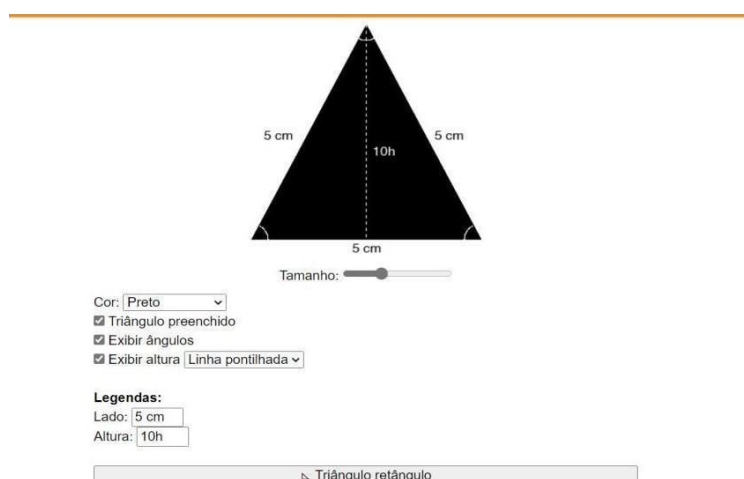 5 cm 5 cm
10h
5 cm
Tamanho:
Cor: Preto
Triângulo preenchido
Exibir ângulos
Exibir altura Linha pontilhada
Legendas:
Lado: 5 cm
Altura: 10h
Triângulo retângulo